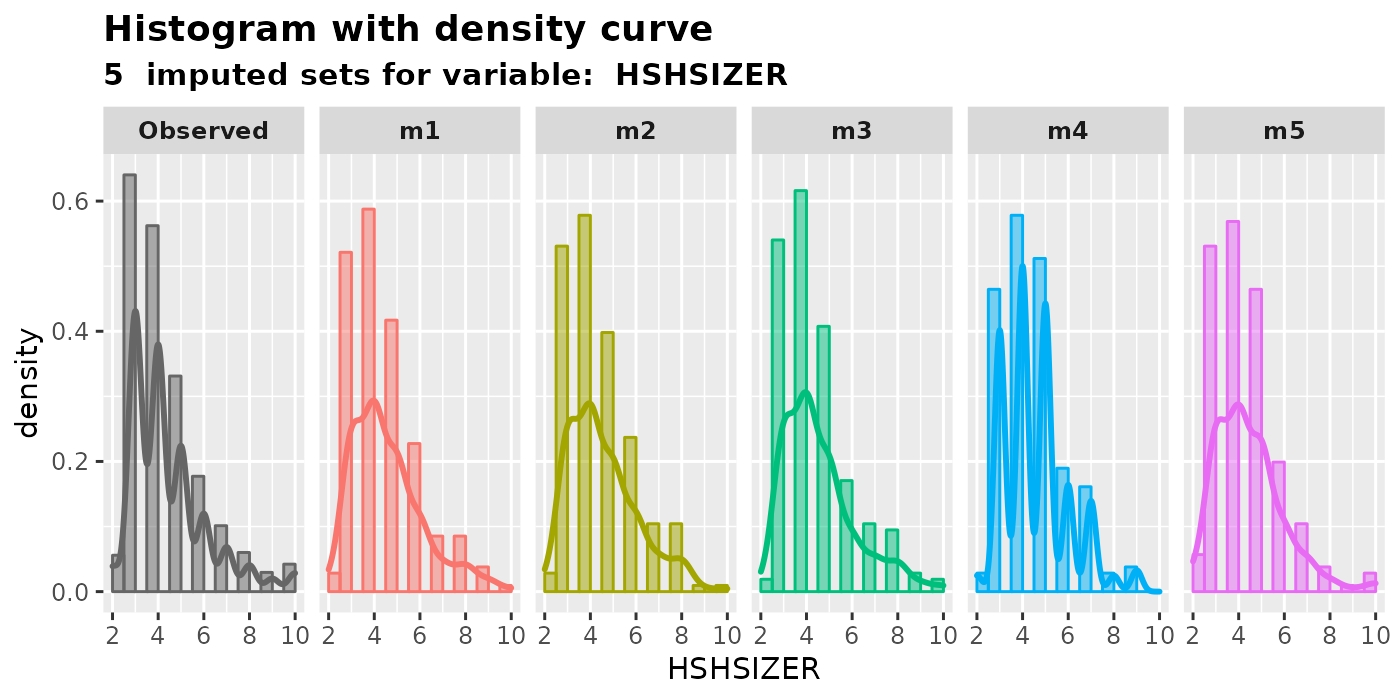 Histogram with density curve
5  imputed sets for variable:  HSHSIZER
Observed m1 m2 m3 m4 m5
0.6
0.4
0.2
0.0
density
2 4 6 8 10 2 4 6 8 10 2 4 6 8 10 2 4 6 8 10 2 4 6 8 10 2 4 6 8 10
HSHSIZER